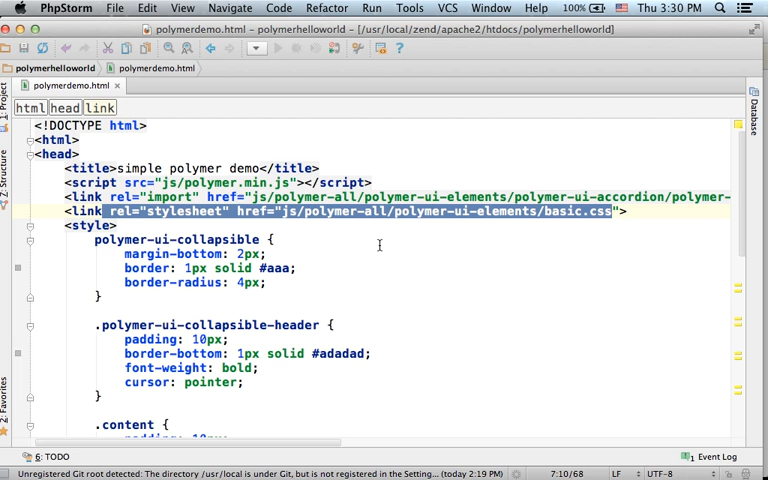 PhpStorm File Edit View Navigate Code Refactor Run Tools VCS Window Help 100% Thu 3:30 PM
polymerdemo.html - polymerhelloworld - [/usr/local/zend/apache2/htdocs/polymerhelloworld]
polymerhelloworld polymerdemo.html
polymerdemo.html
html head link
1: Project
Z: Structure
2: Favorites
Database
<!DOCTYPE html>
<html>
<head>
<title>simple polymer demo</title>
<script src="js/polymer.min.js"></script>
<link rel="import" href="js/polymer-all/polymer-ui-elements/polymer-ui-accordion/polymer-
<link rel="stylesheet" href="js/polymer-all/polymer-ui-elements/basic.css">
<style>
polymer-ui-collapsible {
margin-bottom: 2px;
border: 1px solid #aaa;
border-radius: 4px;
}
.polymer-ui-collapsible-header {
padding: 10px;
border-bottom: 1px solid #adadad;
font-weight: bold;
cursor: pointer;
}
.content {
padding: 10px
6: TODO
1 Event Log
Unregistered Git root detected: The directory /usr/local is under Git, but is not registered in the Setting... (today 2:19 PM) 7:10/68 LF UTF-8